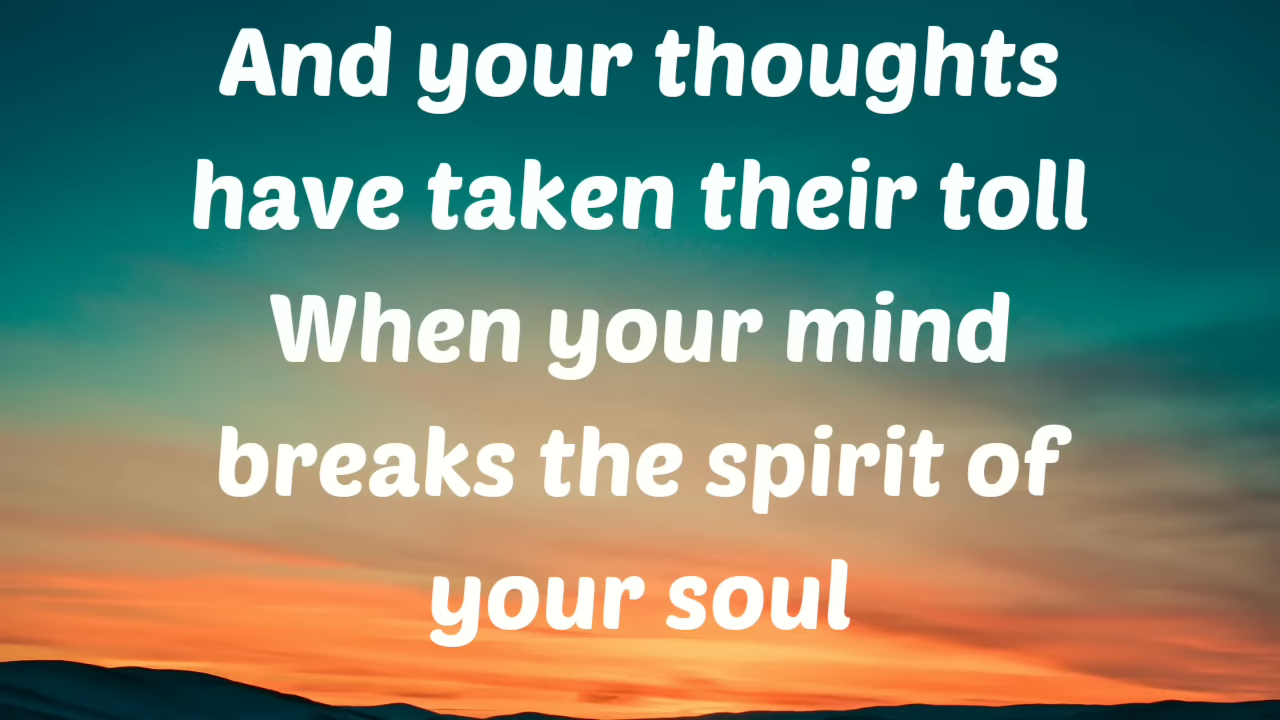 And your thoughts
have taken their toll
When your mind
breaks the spirit of
your soul